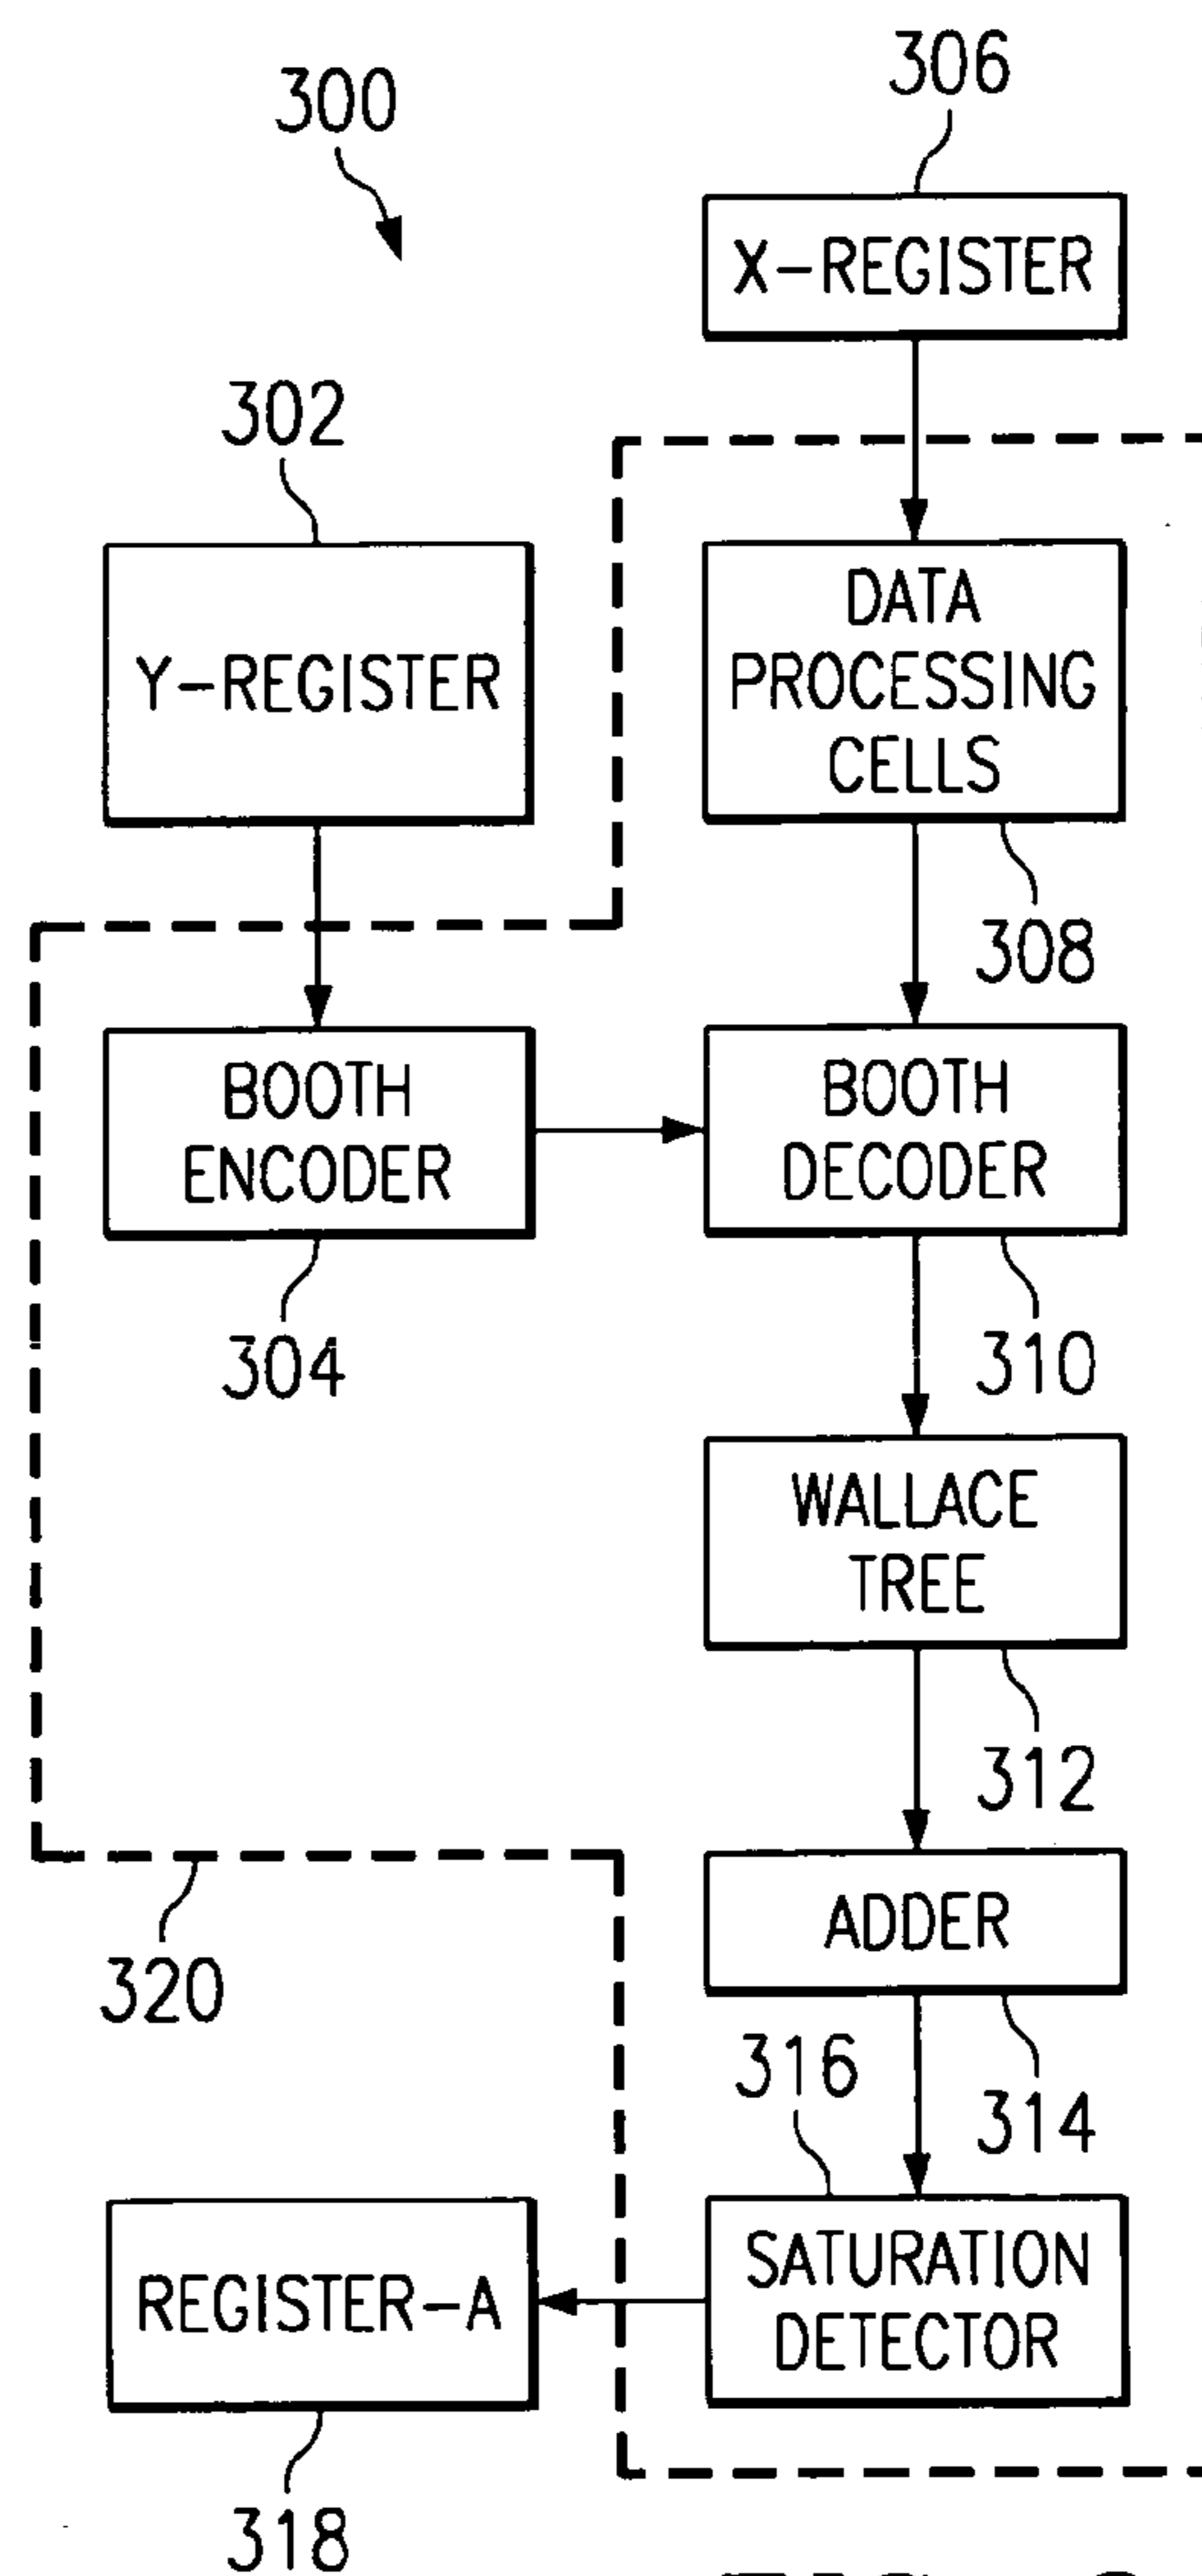 300
306
X-REGISTER
302
Y-REGISTER
DATA
PROCESSING
CELLS
308
BOOTH
ENCODER
304
BOOTH
DECODER
310
WALLACE
TREE
312
320
ADDER
314
316
SATURATION
DETECTOR
REGISTER-A
318